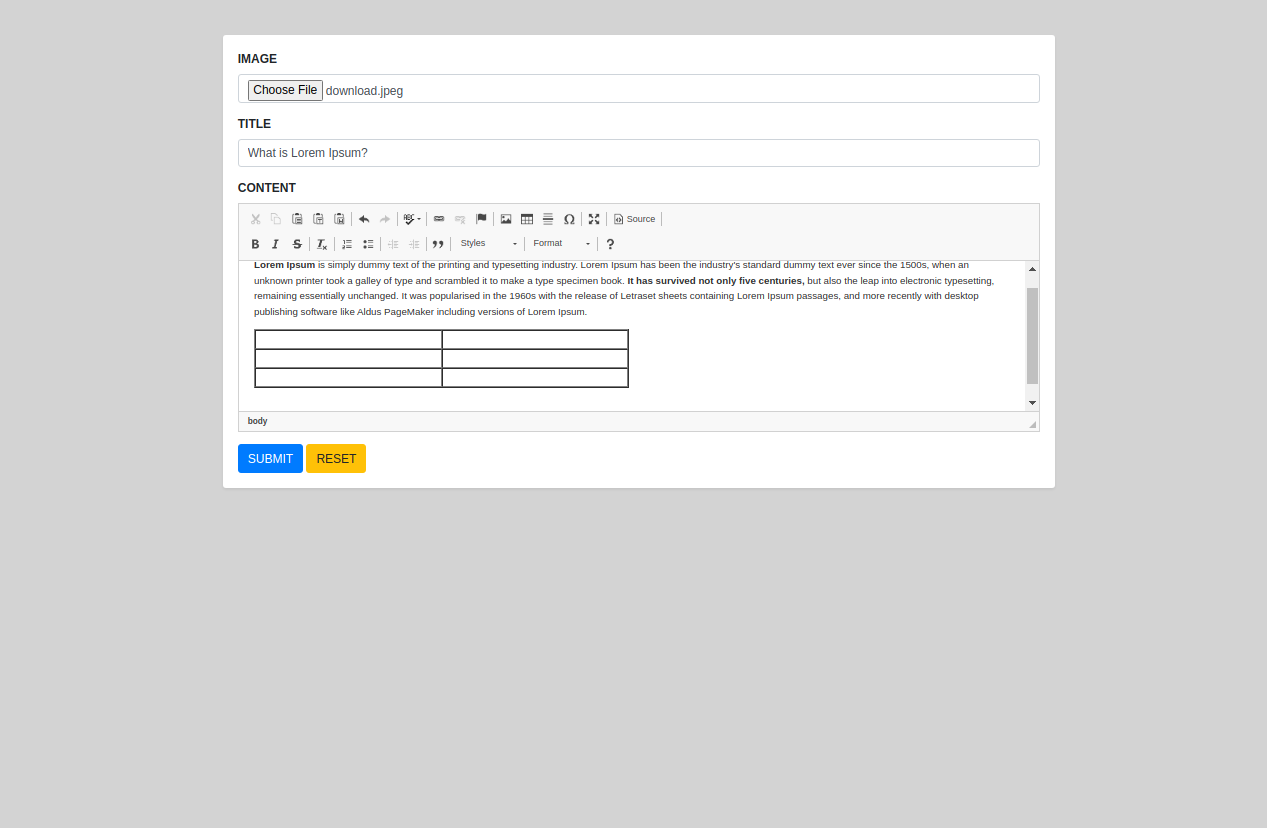 IMAGE
Choose File download.jpeg
TITLE
What is Lorem Ipsum?
CONTENT
ABC Ω Source
B I S Tx Styles Format ?
Lorem Ipsum is simply dummy text of the printing and typesetting industry. Lorem Ipsum has been the industry's standard dummy text ever since the 1500s, when an
unknown printer took a galley of type and scrambled it to make a type specimen book. It has survived not only five centuries, but also the leap into electronic typesetting,
remaining essentially unchanged. It was popularised in the 1960s with the release of Letraset sheets containing Lorem Ipsum passages, and more recently with desktop
publishing software like Aldus PageMaker including versions of Lorem Ipsum.
body
SUBMIT RESET